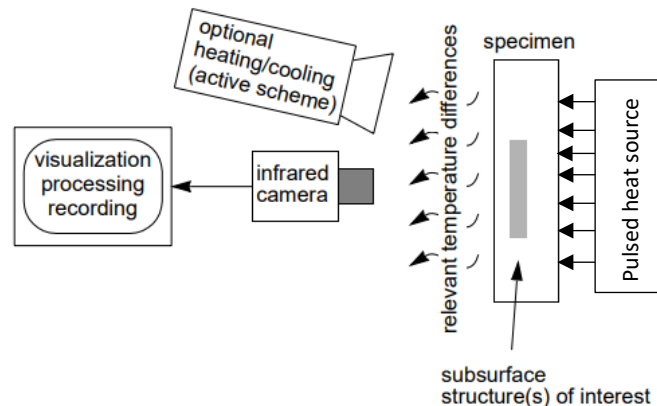 optional
heating/cooling
(active scheme)
specimen
relevant temperature differences
Pulsed heat source
visualization
processing
recording
infrared
camera
subsurface
structure(s) of interest